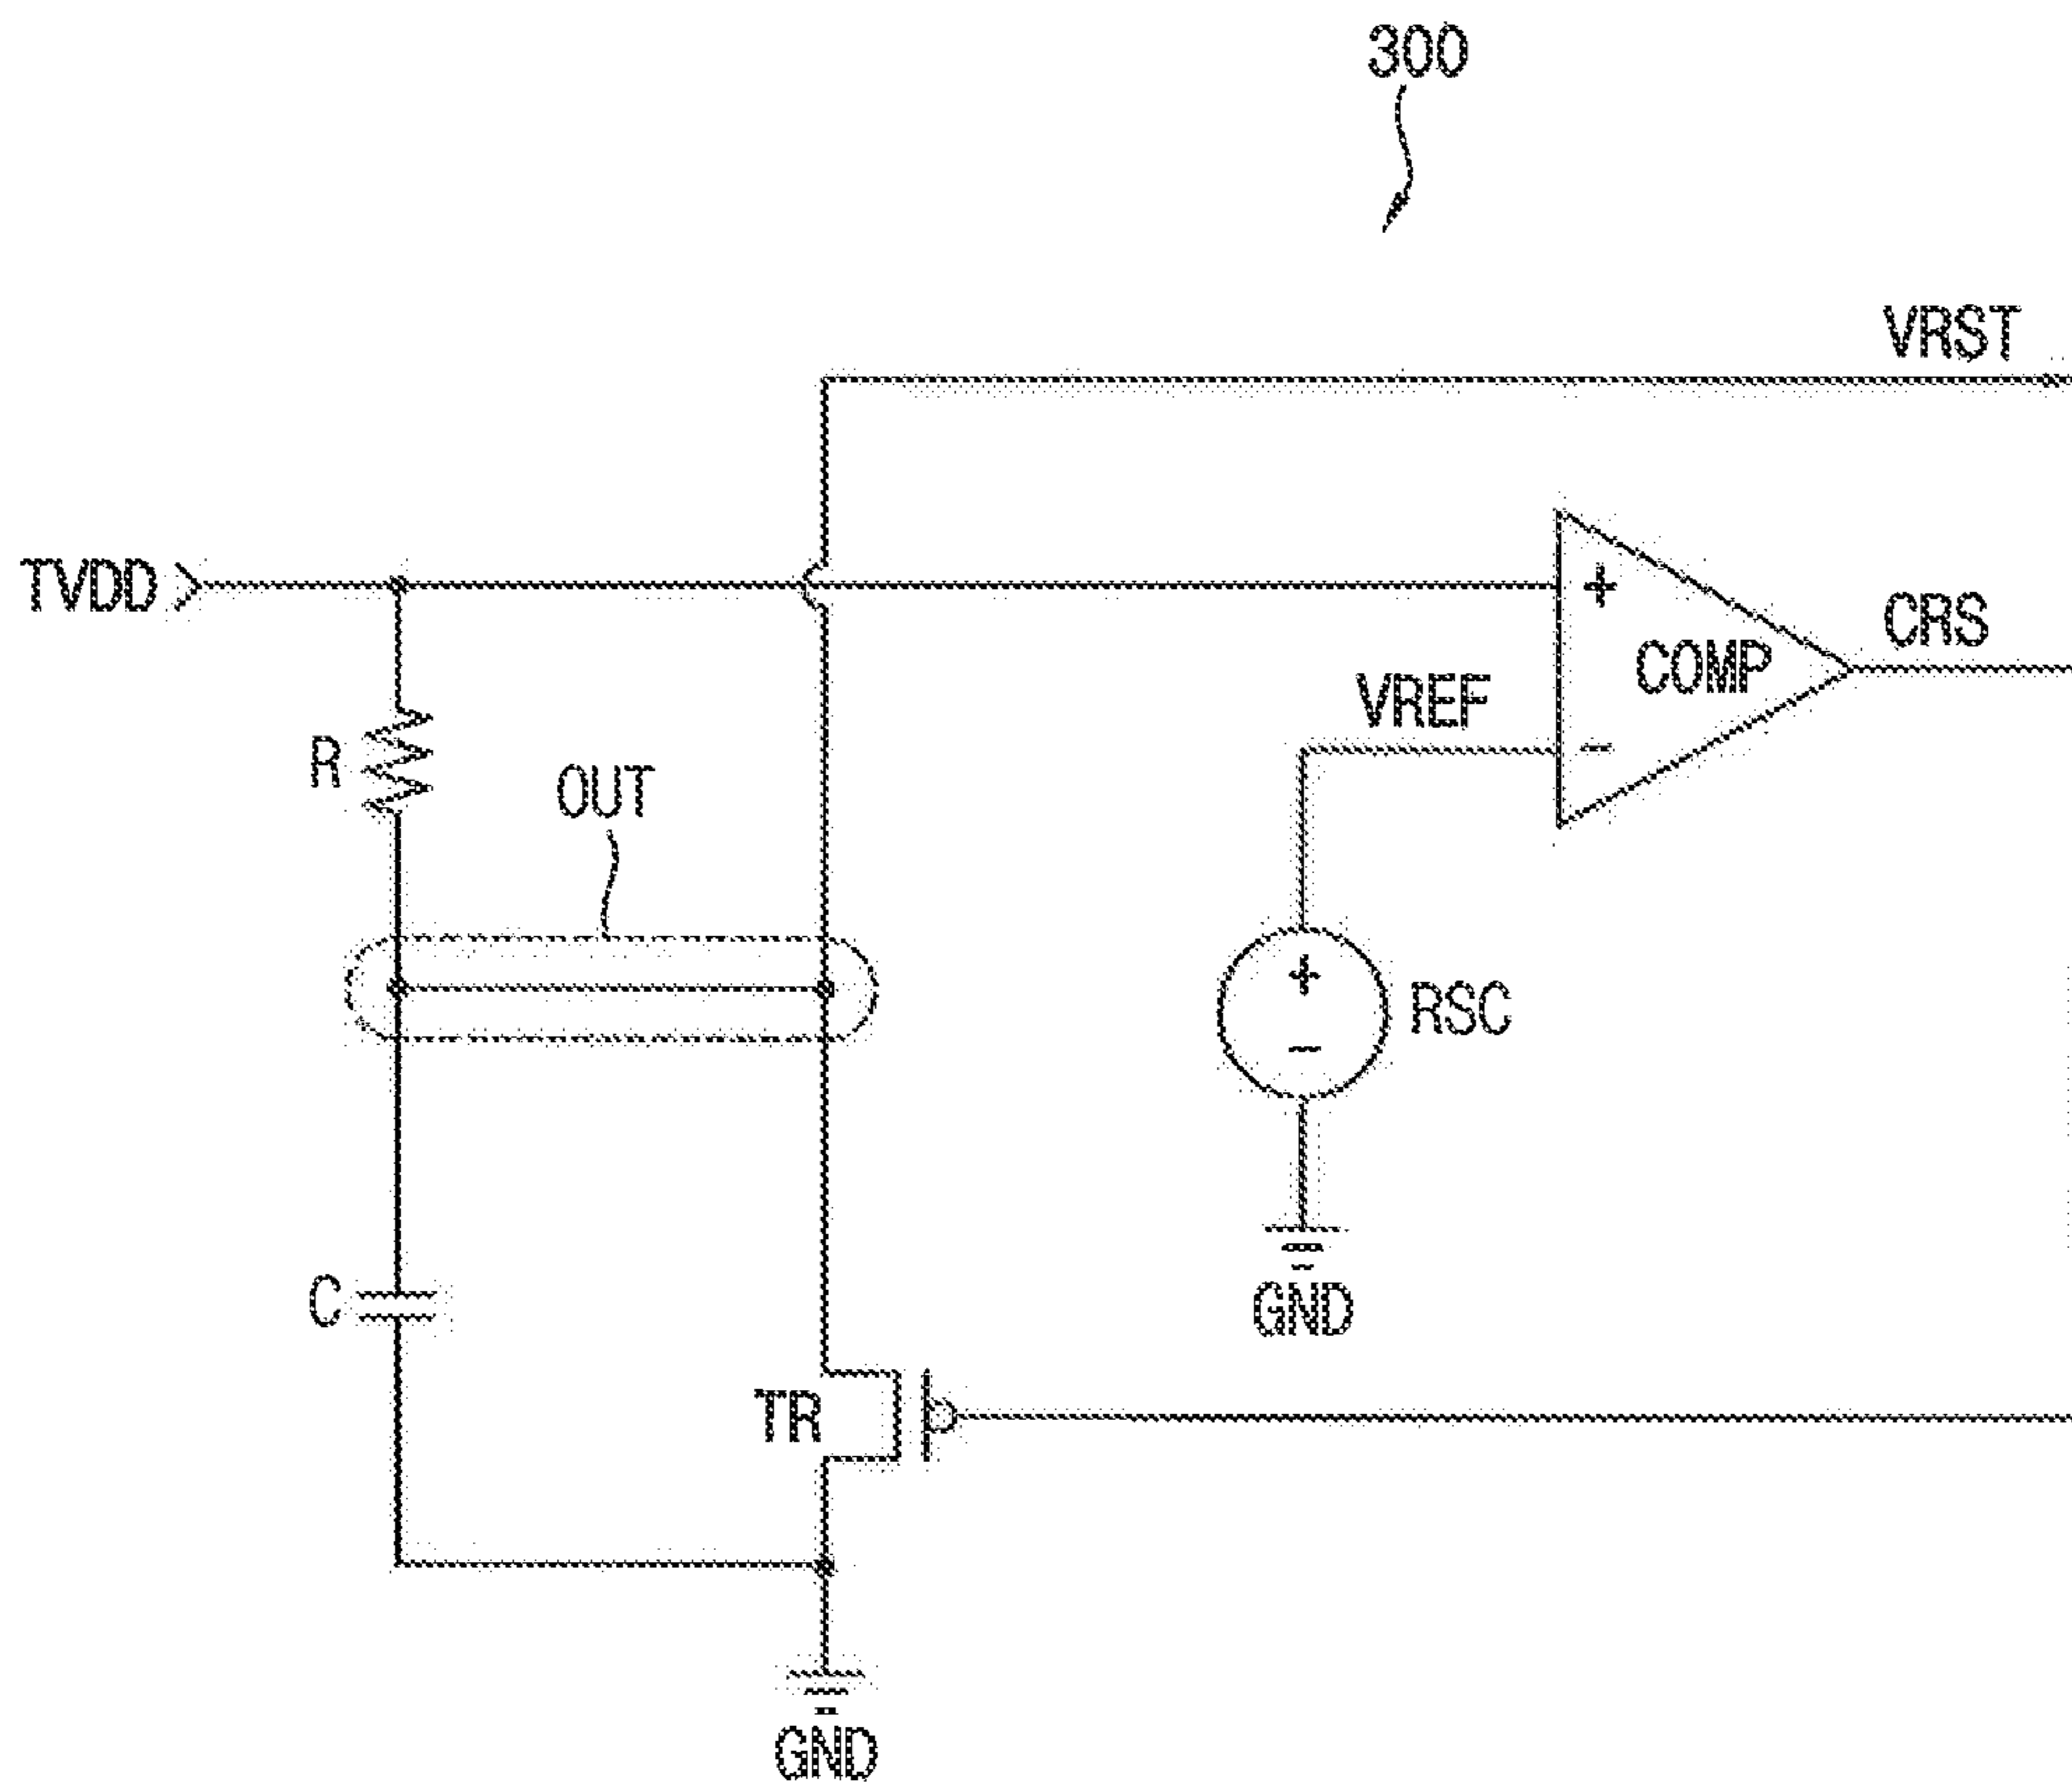 300
VRST
TVDD
+
COMP
CRS
VREF
-
R
OUT
+
RSC
-
C
GND
TR
GND